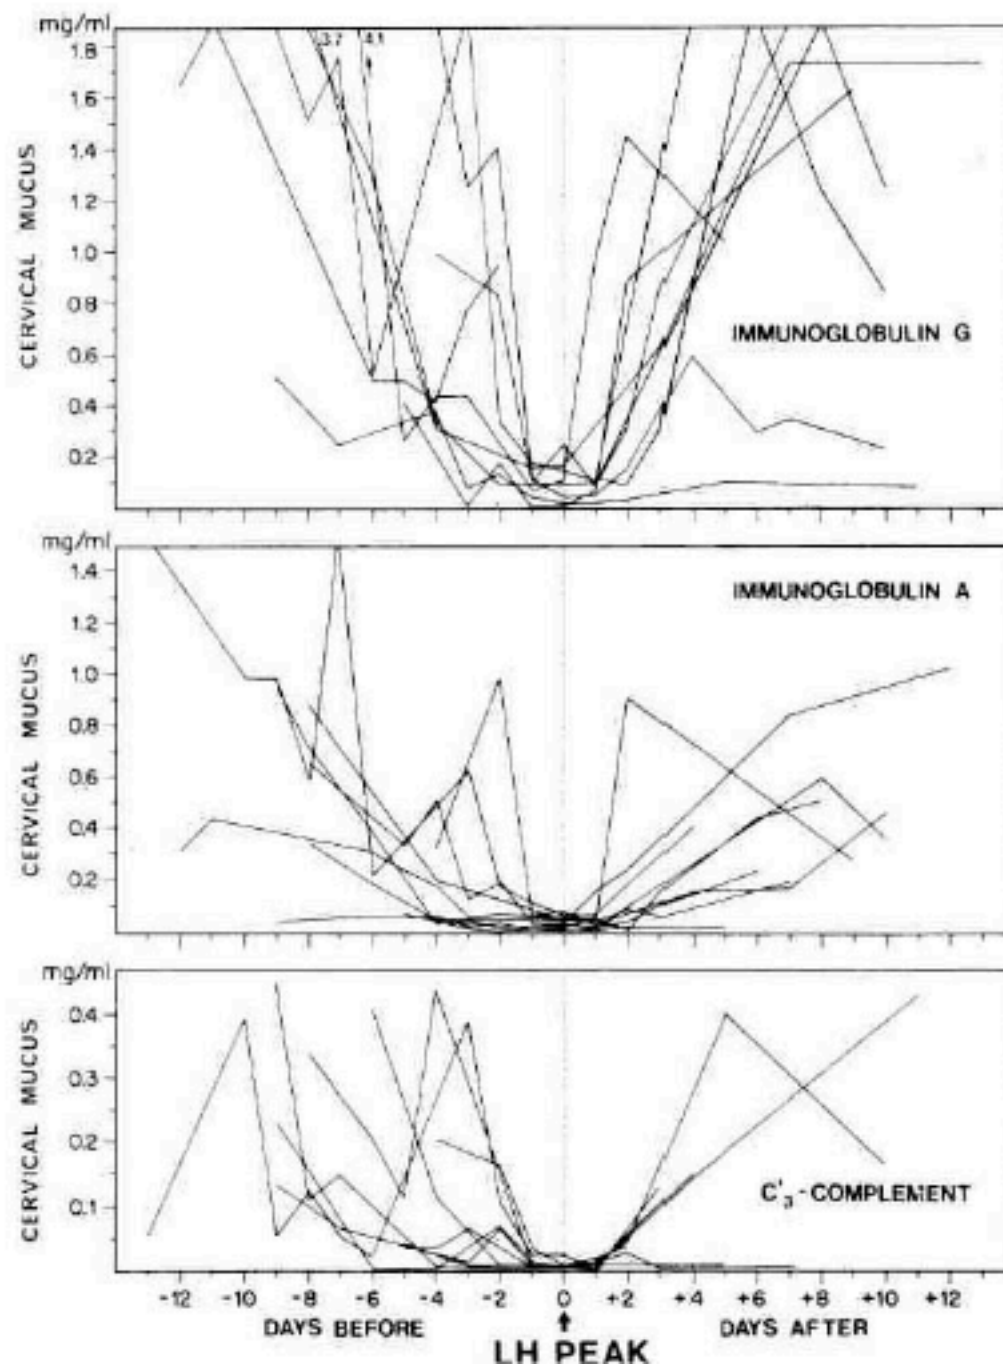 mg/ml
1.8
1.6
1.4
1.2
1.0
0.8
0.6
0.4
0.2
CERVICAL MUCUS
3.7 4.1
IMMUNOGLOBULIN G
mg/ml
1.4
1.2
1.0
0.8
0.6
0.4
0.2
CERVICAL MUCUS
IMMUNOGLOBULIN A
mg/ml
0.4
0.3
0.2
0.1
CERVICAL MUCUS
C'3-COMPLEMENT
-12 -10 -8 -6 -4 -2 0 +2 +4 +6 +8 +10 +12
DAYS BEFORE DAYS AFTER
LH PEAK